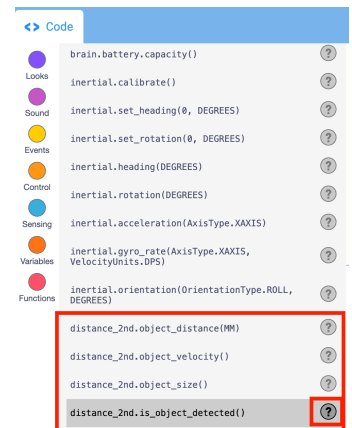 <> Code
brain.battery.capacity() ?
Looks
inertial.calibrate() ?
Sound
inertial.set_heading(0, DEGREES) ?
Events
inertial.set_rotation(0, DEGREES) ?
inertial.heading(DEGREES) ?
Control
inertial.rotation(DEGREES) ?
Sensing
inertial.acceleration(AxisType.XAXIS) ?
Variables
inertial.gyro_rate(AxisType.XAXIS, ?
VelocityUnits.DPS)
Functions
inertial.orientation(OrientationType.ROLL, ?
DEGREES)
distance_2nd.object_distance(MM) ?
distance_2nd.object_velocity() ?
distance_2nd.object_size() ?
distance_2nd.is_object_detected() ?